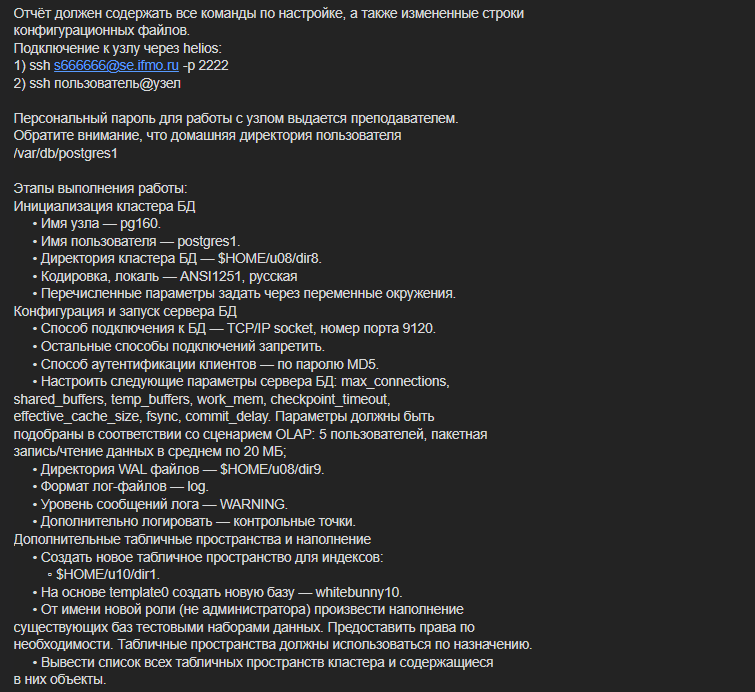 Отчёт должен содержать все команды по настройке, а также измененные строки
конфигурационных файлов.
Подключение к узлу через helios:
1) ssh s666666@se.ifmo.ru -p 2222
2) ssh пользователь@узел
Персональный пароль для работы с узлом выдается преподавателем.
Обратите внимание, что домашняя директория пользователя
/var/db/postgres1
Этапы выполнения работы:
Инициализация кластера БД
• Имя узла — pg160.
• Имя пользователя — postgres1.
• Директория кластера БД — $HOME/u08/dir8.
• Кодировка, локаль — ANSI1251, русская
• Перечисленные параметры задать через переменные окружения.
Конфигурация и запуск сервера БД
• Способ подключения к БД — TCP/IP socket, номер порта 9120.
• Остальные способы подключений запретить.
• Способ аутентификации клиентов — по паролю MD5.
• Настроить следующие параметры сервера БД: max_connections,
shared_buffers, temp_buffers, work_mem, checkpoint_timeout,
effective_cache_size, fsync, commit_delay. Параметры должны быть
подобраны в соответствии со сценарием OLAP: 5 пользователей, пакетная
запись/чтение данных в среднем по 20 МБ;
• Директория WAL файлов — $HOME/u08/dir9.
• Формат лог-файлов — log.
• Уровень сообщений лога — WARNING.
• Дополнительно логировать — контрольные точки.
Дополнительные табличные пространства и наполнение
• Создать новое табличное пространство для индексов:
◦ $HOME/u10/dir1.
• На основе template0 создать новую базу — whitebunny10.
• От имени новой роли (не администратора) произвести наполнение
существующих баз тестовыми наборами данных. Предоставить права по
необходимости. Табличные пространства должны использоваться по назначению.
• Вывести список всех табличных пространств кластера и содержащиеся
в них объекты.